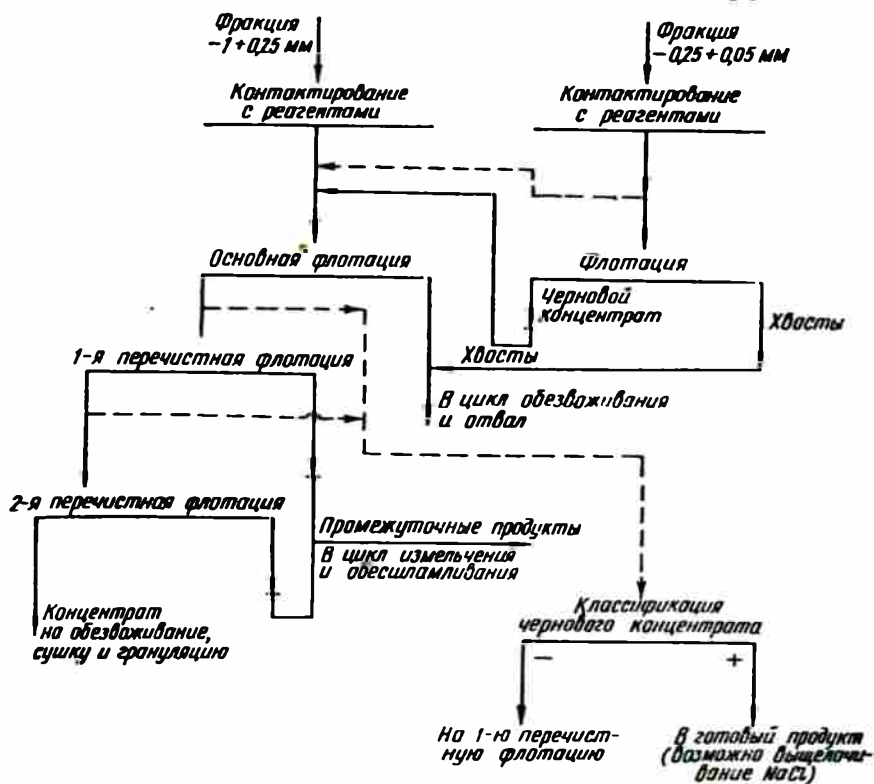 Фракция
−1+0,25 мм
Фракция
−0,25+0,05 мм
Контактирование
с реагентами
Контактирование
с реагентами
Основная флотация
Флотация
Черновой
концентрат
Хвосты
Хвосты
1-я перечистная флотация
В цикл обезвоживания
и отвал
2-я перечистная флотация
Промежуточные продукты
В цикл измельчения
и обесшламливания
Концентрат
на обезвоживание,
сушку и грануляцию
Классификация
чернового концентрата
−
+
На 1-ю перечист-
ную флотацию
В готовый продукт
(возможно выщелачи-
вание NaCl)